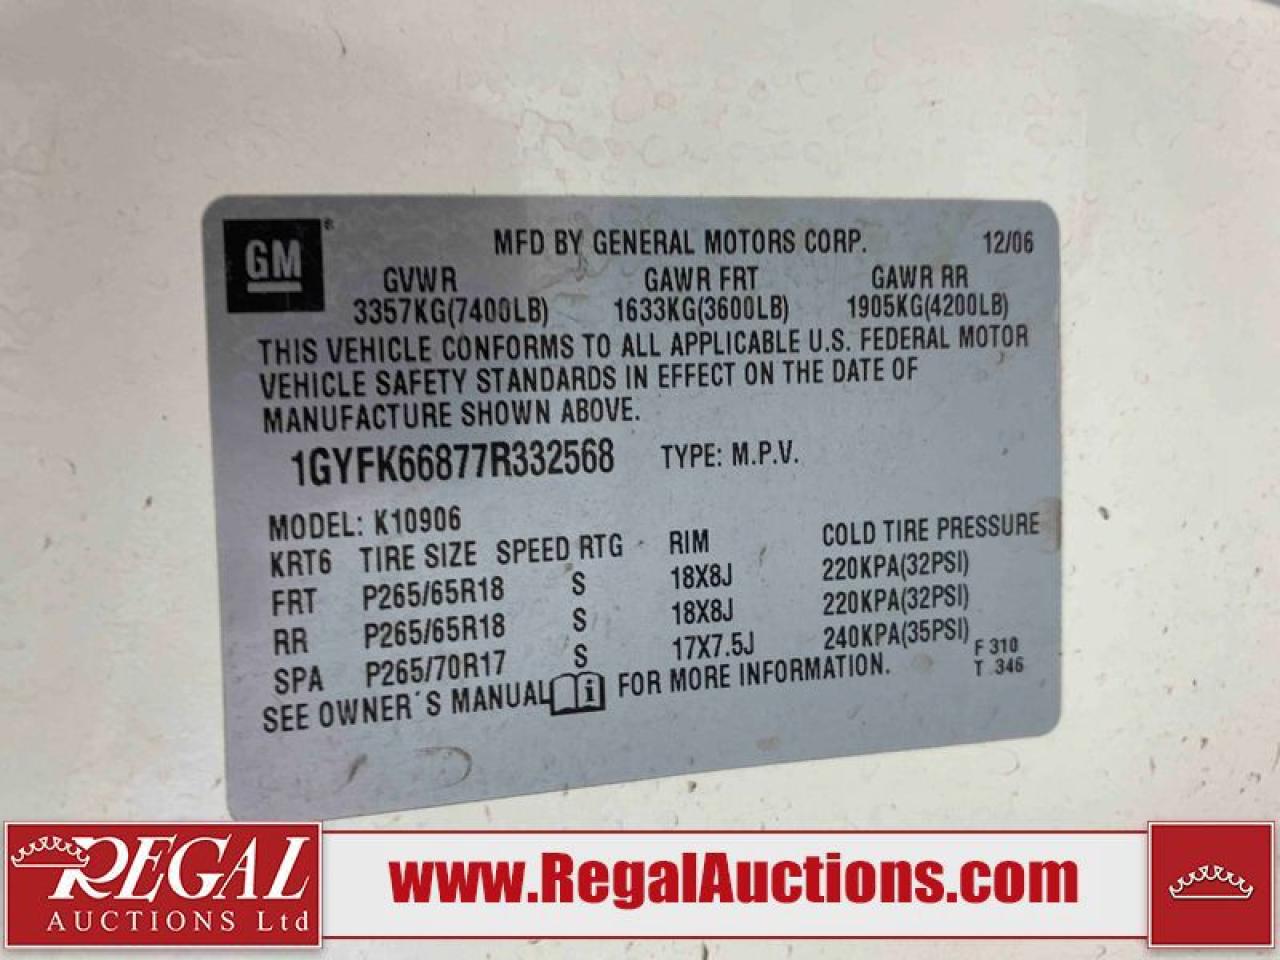 GM®
MFD BY GENERAL MOTORS CORP. 12/06
GVWR GAWR FRT GAWR RR
3357KG(7400LB) 1633KG(3600LB) 1905KG(4200LB)
THIS VEHICLE CONFORMS TO ALL APPLICABLE U.S. FEDERAL MOTOR
VEHICLE SAFETY STANDARDS IN EFFECT ON THE DATE OF
MANUFACTURE SHOWN ABOVE.
1GYFK66877R332568 TYPE: M.P.V.
MODEL: K10906
KRT6 TIRE SIZE SPEED RTG RIM COLD TIRE PRESSURE
FRT P265/65R18 S 18X8J 220KPA(32PSI)
RR P265/65R18 S 18X8J 220KPA(32PSI)
SPA P265/70R17 S 17X7.5J 240KPA(35PSI) F 310
SEE OWNER'S MANUAL i FOR MORE INFORMATION. T 346
REGAL
AUCTIONS Ltd
www.RegalAuctions.com